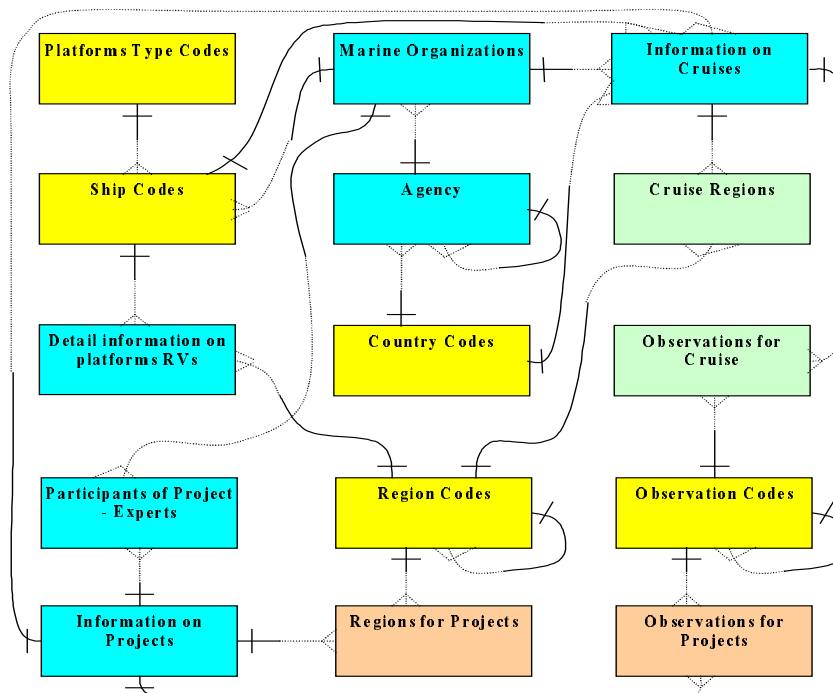 Platforms Type Codes
Marine Organizations
Information on
Cruises
Ship Codes
Agency
Cruise Regions
Detail information on
platforms RVs
Country Codes
Observations for
Cruise
Participants of Project
- Experts
Region Codes
Observation Codes
Information on
Projects
Regions for Projects
Observations for
Projects